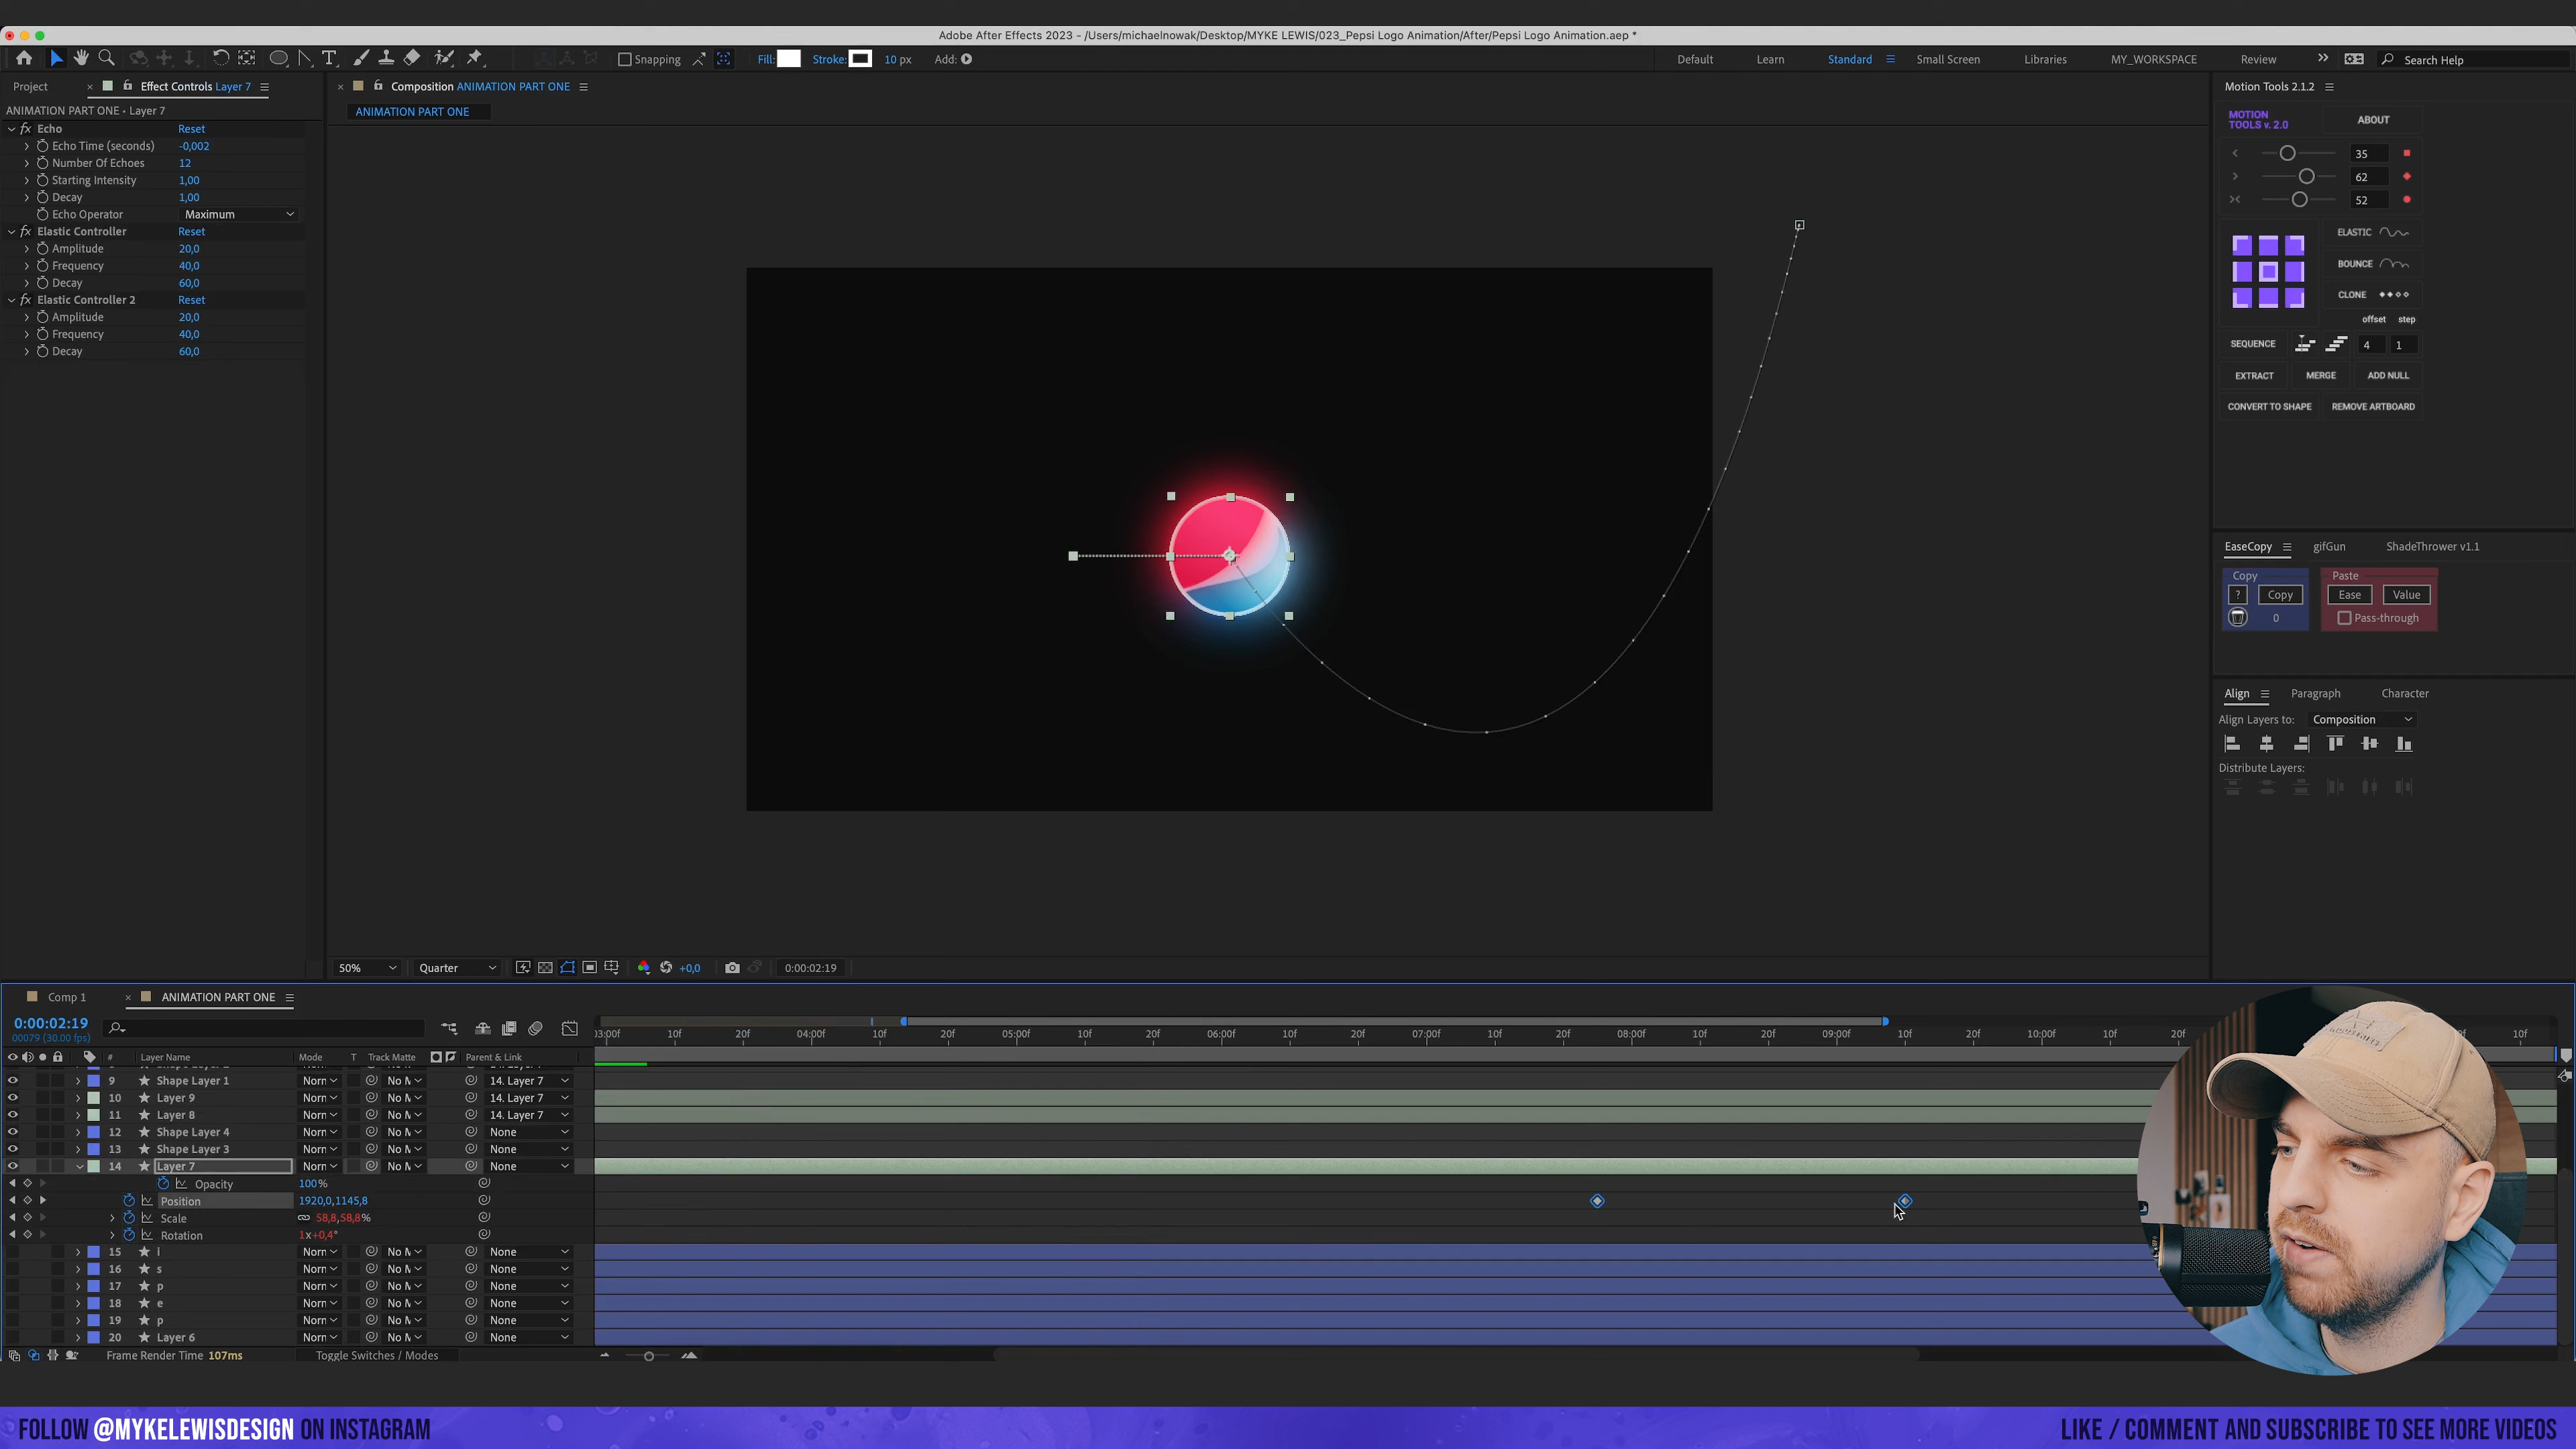 Adobe After Effects 2023 - /Users/michaelnowak/Desktop/MYKE LEWIS/023_Pepsi Logo Animation/After/Pepsi Logo Animation.aep *
Snapping
Fill:
Stroke:
10 px
Add:
Default
Learn
Standard
Small Screen
Libraries
MY_WORKSPACE
Review
Search Help
Project
Effect Controls Layer 7
Composition ANIMATION PART ONE
ANIMATION PART ONE
ANIMATION PART ONE • Layer 7
fx Echo Reset
Echo Time (seconds) -0,002
Number Of Echoes 12
Starting Intensity 1,00
Decay 1,00
Echo Operator Maximum
fx Elastic Controller Reset
Amplitude 20,0
Frequency 40,0
Decay 60,0
fx Elastic Controller 2 Reset
Amplitude 20,0
Frequency 40,0
Decay 60,0
Motion Tools 2.1.2
MOTION TOOLS v. 2.0
ABOUT
35
62
52
ELASTIC
BOUNCE
CLONE
offset step
SEQUENCE 4 1
EXTRACT MERGE ADD NULL
CONVERT TO SHAPE REMOVE ARTBOARD
EaseCopy gifGun ShadeThrower v1.1
Copy Paste
? Copy Ease Value
0 Pass-through
Align Paragraph Character
Align Layers to: Composition
Distribute Layers:
50% Quarter +0,0 0:00:02:19
Comp 1
ANIMATION PART ONE
0:00:02:19
00079 (30.00 fps)
03:00f 10f 20f 04:00f 10f 20f 05:00f 10f 20f 06:00f 10f 20f 07:00f 10f 20f 08:00f 10f 20f 09:00f 10f 20f 10:00f 10f 20f 10f
# Layer Name Mode T Track Matte Parent & Link
9 Shape Layer 1 Norr No M 14. Layer 7
10 Layer 9 Norr No M 14. Layer 7
11 Layer 8 Norr No M 14. Layer 7
12 Shape Layer 4 Norr No M None
13 Shape Layer 3 Norr No M None
14 Layer 7 Norr No M None
Opacity 100%
Position 1920,0,1145,8
Scale 58,8,58,8%
Rotation 1x+0,4°
15 i Norr No M None
16 s Norr No M None
17 p Norr No M None
18 e Norr No M None
19 p Norr No M None
20 Layer 6 Norr No M None
Frame Render Time 107ms
Toggle Switches / Modes
FOLLOW @MYKELEWISDESIGN ON INSTAGRAM
LIKE / COMMENT AND SUBSCRIBE TO SEE MORE VIDEOS